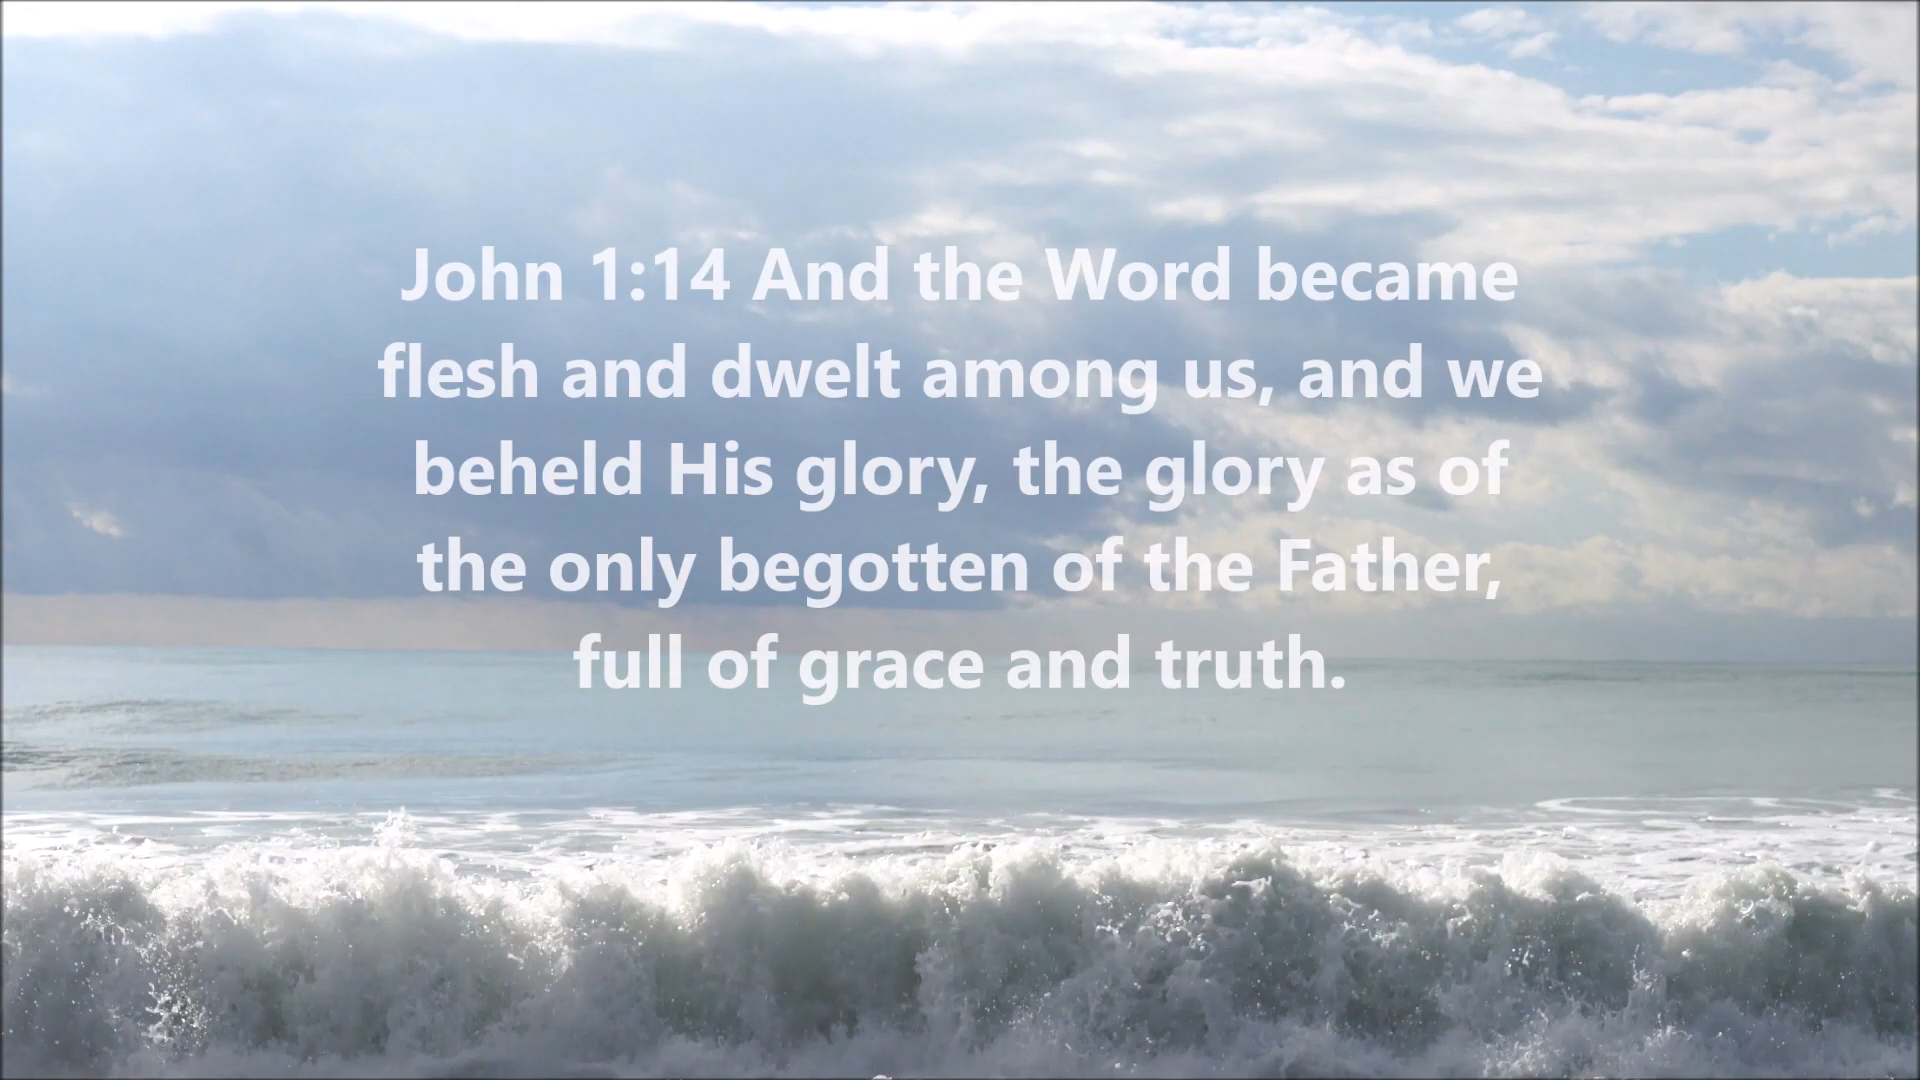 John 1:14 And the Word became
flesh and dwelt among us, and we
beheld His glory, the glory as of
the only begotten of the Father,
full of grace and truth.